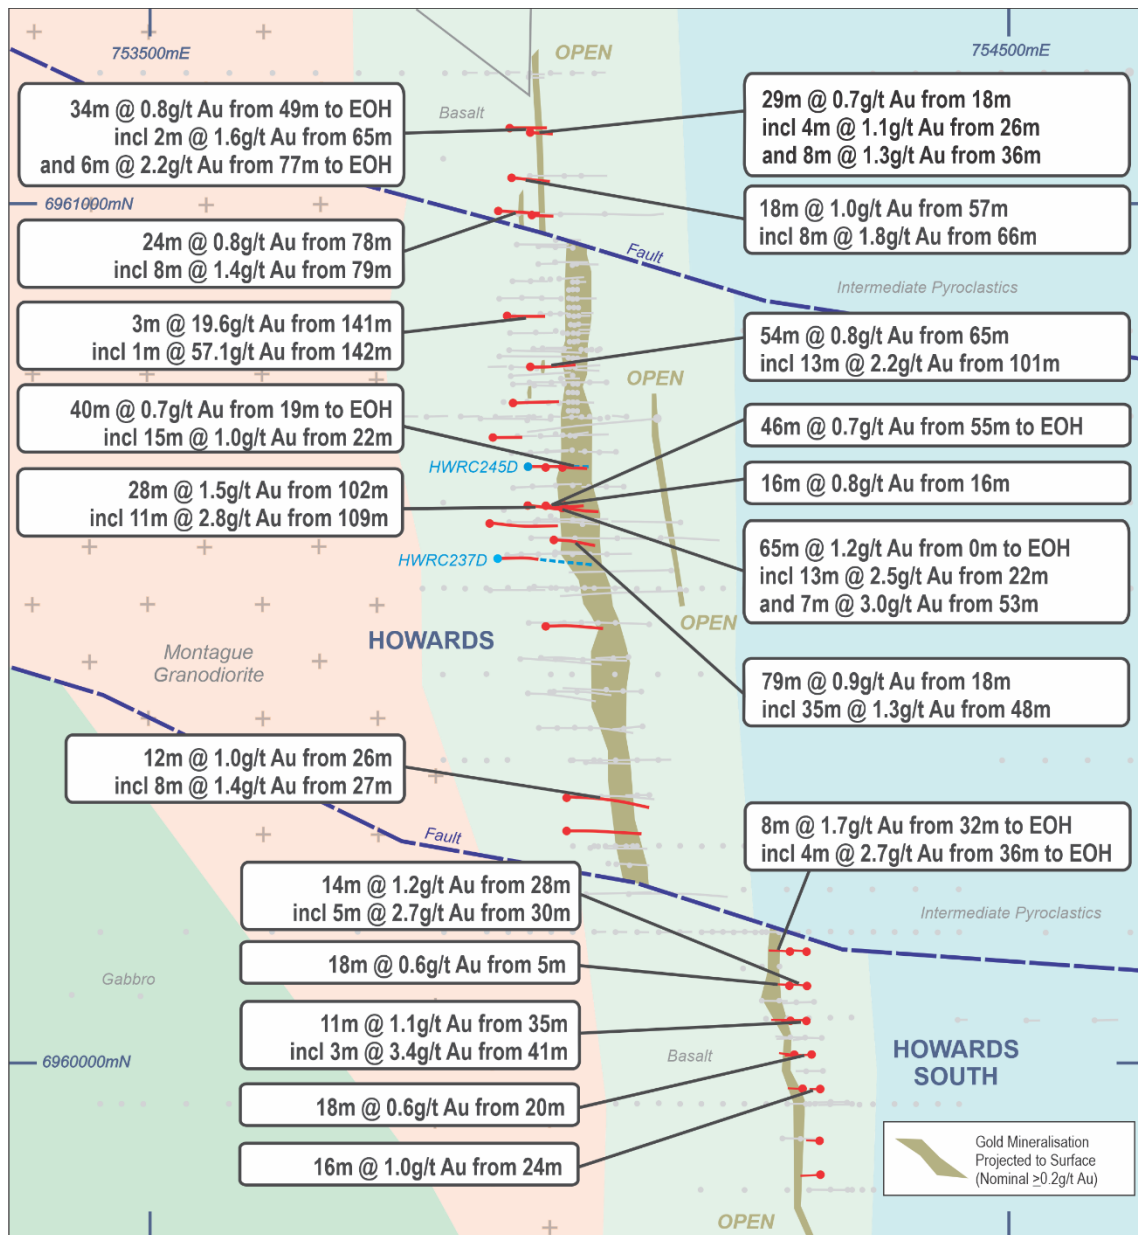 753500mE
754500mE
OPEN
34m @ 0.8g/t Au from 49m to EOH
incl 2m @ 1.6g/t Au from 65m
and 6m @ 2.2g/t Au from 77m to EOH
Basalt
29m @ 0.7g/t Au from 18m
incl 4m @ 1.1g/t Au from 26m
and 8m @ 1.3g/t Au from 36m
6961000mN
18m @ 1.0g/t Au from 57m
incl 8m @ 1.8g/t Au from 66m
24m @ 0.8g/t Au from 78m
incl 8m @ 1.4g/t Au from 79m
Fault
Intermediate Pyroclastics
3m @ 19.6g/t Au from 141m
incl 1m @ 57.1g/t Au from 142m
54m @ 0.8g/t Au from 65m
incl 13m @ 2.2g/t Au from 101m
OPEN
40m @ 0.7g/t Au from 19m to EOH
incl 15m @ 1.0g/t Au from 22m
46m @ 0.7g/t Au from 55m to EOH
HWRC245D
28m @ 1.5g/t Au from 102m
incl 11m @ 2.8g/t Au from 109m
16m @ 0.8g/t Au from 16m
65m @ 1.2g/t Au from 0m to EOH
incl 13m @ 2.5g/t Au from 22m
and 7m @ 3.0g/t Au from 53m
HWRC237D
OPEN
HOWARDS
Montague
Granodiorite
79m @ 0.9g/t Au from 18m
incl 35m @ 1.3g/t Au from 48m
12m @ 1.0g/t Au from 26m
incl 8m @ 1.4g/t Au from 27m
Fault
8m @ 1.7g/t Au from 32m to EOH
incl 4m @ 2.7g/t Au from 36m to EOH
14m @ 1.2g/t Au from 28m
incl 5m @ 2.7g/t Au from 30m
Intermediate Pyroclastics
18m @ 0.6g/t Au from 5m
Gabbro
11m @ 1.1g/t Au from 35m
incl 3m @ 3.4g/t Au from 41m
Basalt
HOWARDS
SOUTH
6960000mN
18m @ 0.6g/t Au from 20m
16m @ 1.0g/t Au from 24m
Gold Mineralisation
Projected to Surface
(Nominal ≥0.2g/t Au)
OPEN